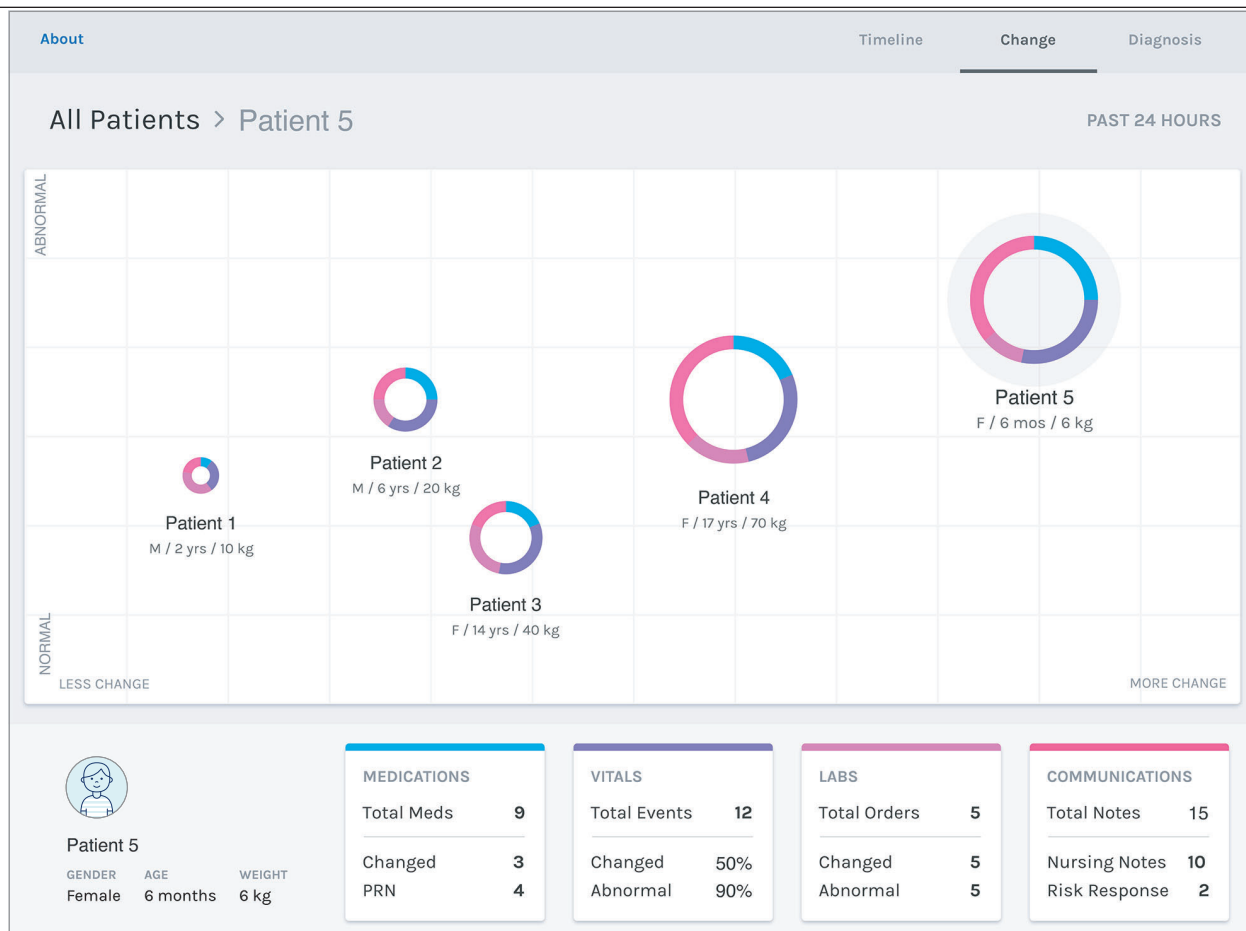 About
Timeline Change Diagnosis
All Patients > Patient 5
PAST 24 HOURS
ABNORMAL
Patient 5
F / 6 mos / 6 kg
Patient 2
M / 6 yrs / 20 kg
Patient 4
F / 17 yrs / 70 kg
Patient 1
M / 2 yrs / 10 kg
Patient 3
F / 14 yrs / 40 kg
NORMAL
LESS CHANGE
MORE CHANGE
Patient 5
GENDER AGE WEIGHT
Female 6 months 6 kg
MEDICATIONS
Total Meds 9
Changed 3
PRN 4
VITALS
Total Events 12
Changed 50%
Abnormal 90%
LABS
Total Orders 5
Changed 5
Abnormal 5
COMMUNICATIONS
Total Notes 15
Nursing Notes 10
Risk Response 2